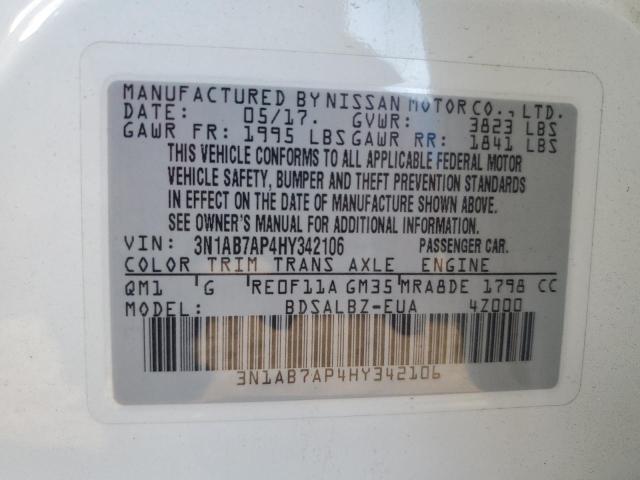 MANUFACTURED BY NISSAN MOTOR CO., LTD.
DATE: 05/17. GVWR: 3823 LBS
GAWR FR: 1995 LBS GAWR RR: 1841 LBS
THIS VEHICLE CONFORMS TO ALL APPLICABLE FEDERAL MOTOR
VEHICLE SAFETY, BUMPER AND THEFT PREVENTION STANDARDS
IN EFFECT ON THE DATE OF MANUFACTURE SHOWN ABOVE.
SEE OWNER'S MANUAL FOR ADDITIONAL INFORMATION.
VIN: 3N1AB7AP4HY342106 PASSENGER CAR.
COLOR TRIM TRANS AXLE ENGINE
QM1 G RE0F11A GM35 MRA8DE 1798 CC
MODEL: BDSALBZ-EUA 4Z000
3N1AB7AP4HY342106